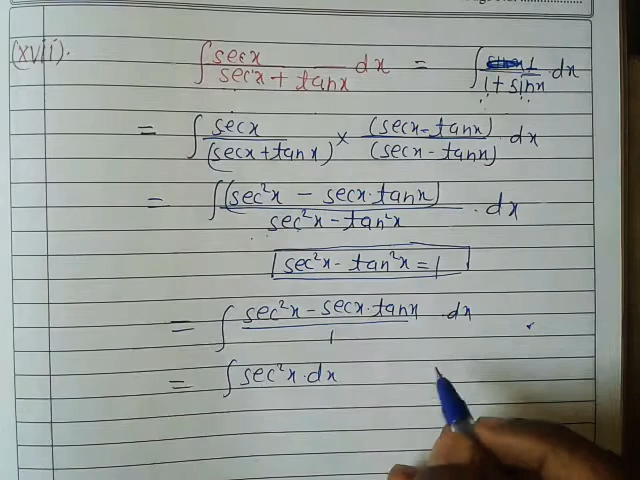 (xvii). ∫ secx / (secx + tanx) dx = ∫ 1 / (1 + sinx) dx
= ∫ secx / (secx + tanx) × (secx - tanx) / (secx - tanx) dx
= ∫ (sec²x - secx·tanx) / (sec²x - tan²x) · dx
sec²x - tan²x = 1
= ∫ (sec²x - secx·tanx) / 1 dx
= ∫ sec²x·dx